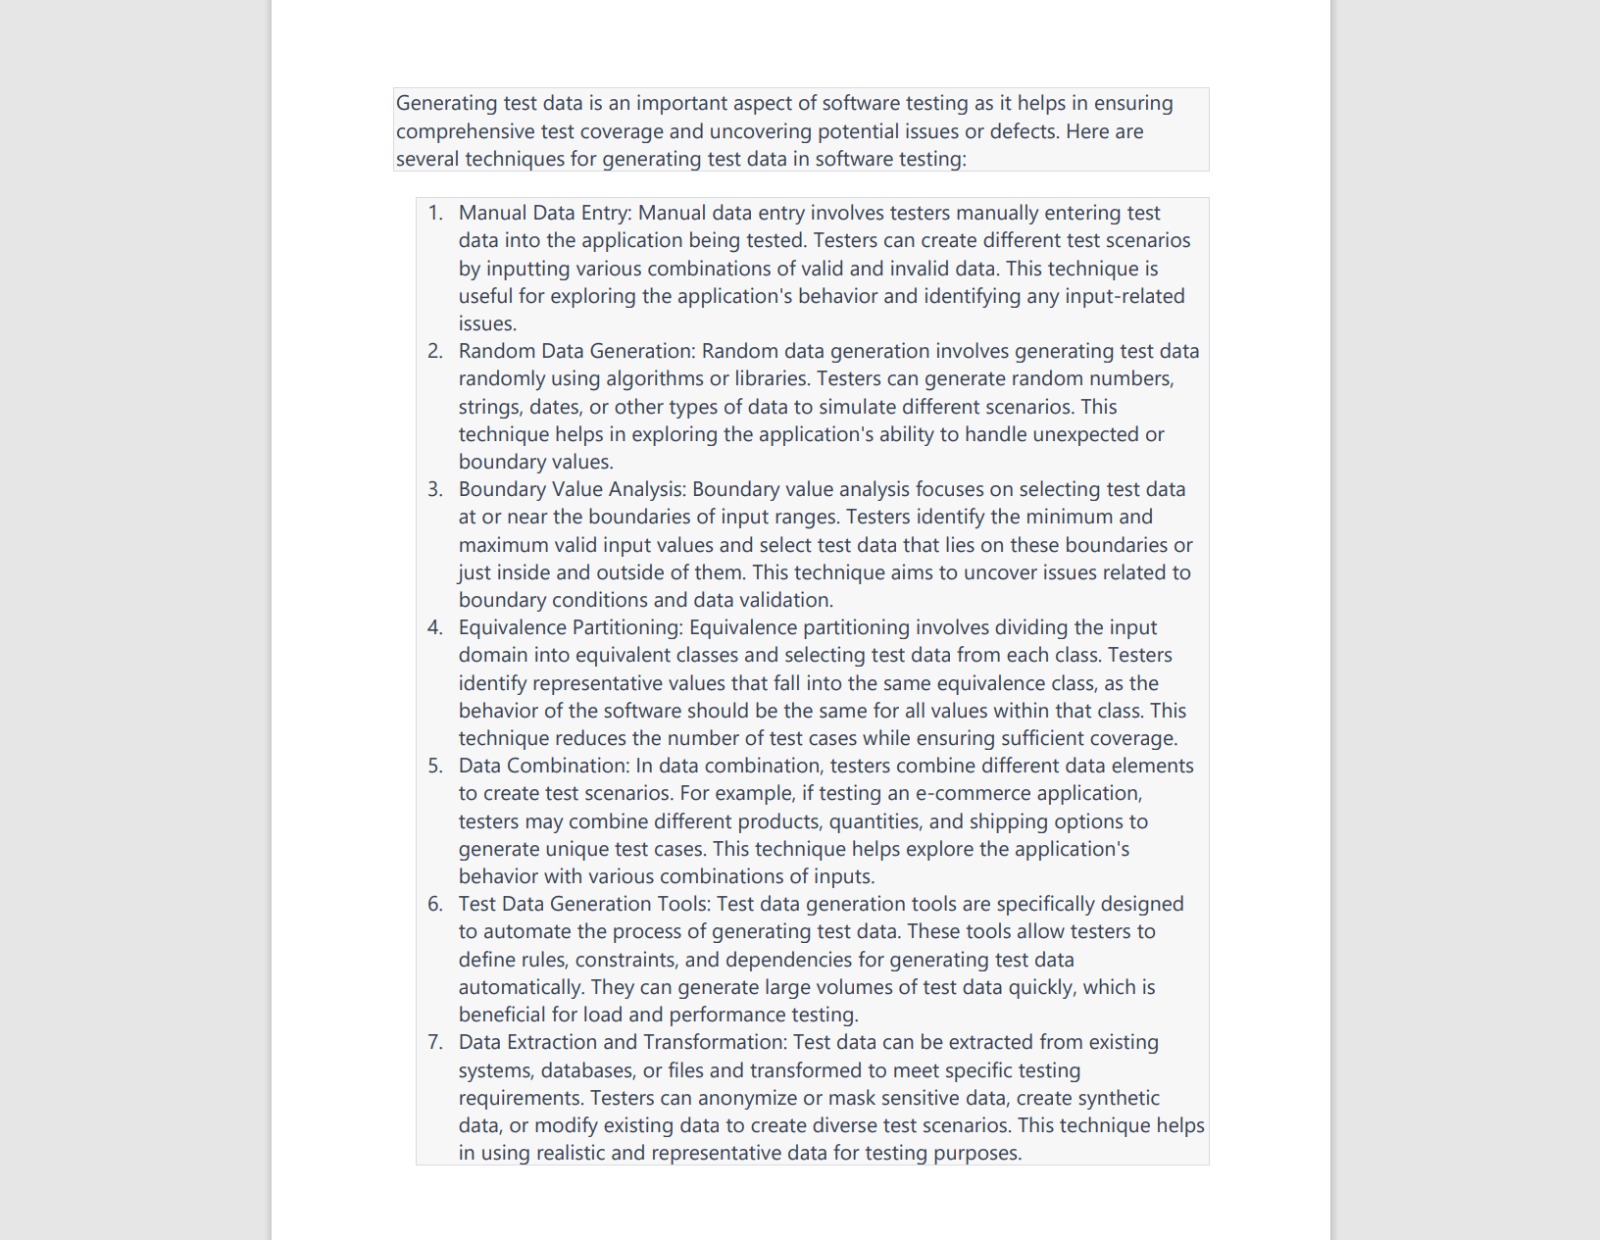 Generating test data is an important aspect of software testing as it helps in ensuring
comprehensive test coverage and uncovering potential issues or defects. Here are
several techniques for generating test data in software testing:
1. Manual Data Entry: Manual data entry involves testers manually entering test
data into the application being tested. Testers can create different test scenarios
by inputting various combinations of valid and invalid data. This technique is
useful for exploring the application's behavior and identifying any input-related
issues.
2. Random Data Generation: Random data generation involves generating test data
randomly using algorithms or libraries. Testers can generate random numbers,
strings, dates, or other types of data to simulate different scenarios. This
technique helps in exploring the application's ability to handle unexpected or
boundary values.
3. Boundary Value Analysis: Boundary value analysis focuses on selecting test data
at or near the boundaries of input ranges. Testers identify the minimum and
maximum valid input values and select test data that lies on these boundaries or
just inside and outside of them. This technique aims to uncover issues related to
boundary conditions and data validation.
4. Equivalence Partitioning: Equivalence partitioning involves dividing the input
domain into equivalent classes and selecting test data from each class. Testers
identify representative values that fall into the same equivalence class, as the
behavior of the software should be the same for all values within that class. This
technique reduces the number of test cases while ensuring sufficient coverage.
5. Data Combination: In data combination, testers combine different data elements
to create test scenarios. For example, if testing an e-commerce application,
testers may combine different products, quantities, and shipping options to
generate unique test cases. This technique helps explore the application's
behavior with various combinations of inputs.
6. Test Data Generation Tools: Test data generation tools are specifically designed
to automate the process of generating test data. These tools allow testers to
define rules, constraints, and dependencies for generating test data
automatically. They can generate large volumes of test data quickly, which is
beneficial for load and performance testing.
7. Data Extraction and Transformation: Test data can be extracted from existing
systems, databases, or files and transformed to meet specific testing
requirements. Testers can anonymize or mask sensitive data, create synthetic
data, or modify existing data to create diverse test scenarios. This technique helps
in using realistic and representative data for testing purposes.